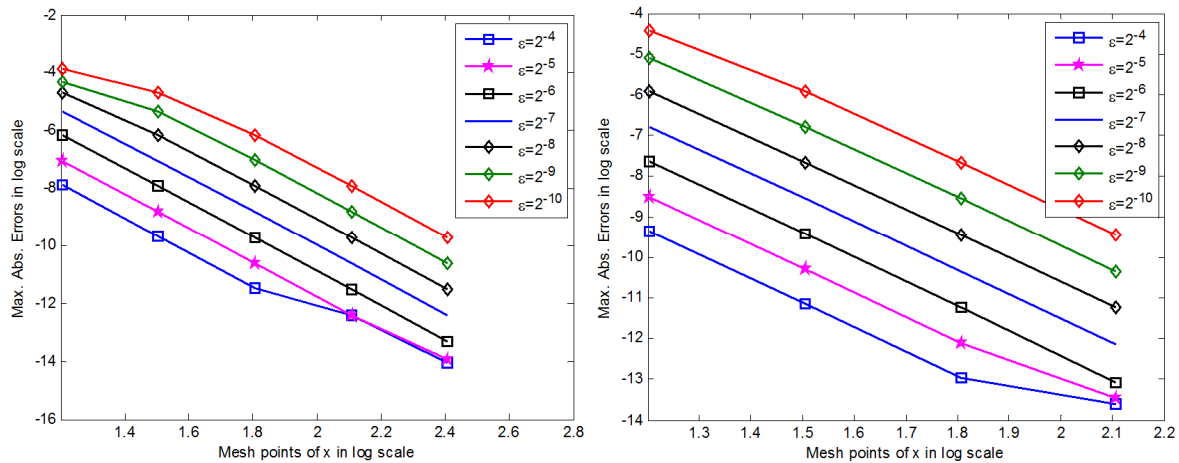 Max. Abs. Errors in log scale
-2
-4
-6
-8
-10
-12
-14
-16
1.4
1.6
1.8
2
2.2
2.4
2.6
2.8
Mesh points of x in log scale
ε=2-4
ε=2-5
ε=2-6
ε=2-7
ε=2-8
ε=2-9
ε=2-10
Max. Abs. Errors in log scale
-4
-5
-6
-7
-8
-9
-10
-11
-12
-13
-14
1.3
1.4
1.5
1.6
1.7
1.8
1.9
2
2.1
2.2
Mesh points of x in log scale
ε=2-4
ε=2-5
ε=2-6
ε=2-7
ε=2-8
ε=2-9
ε=2-10